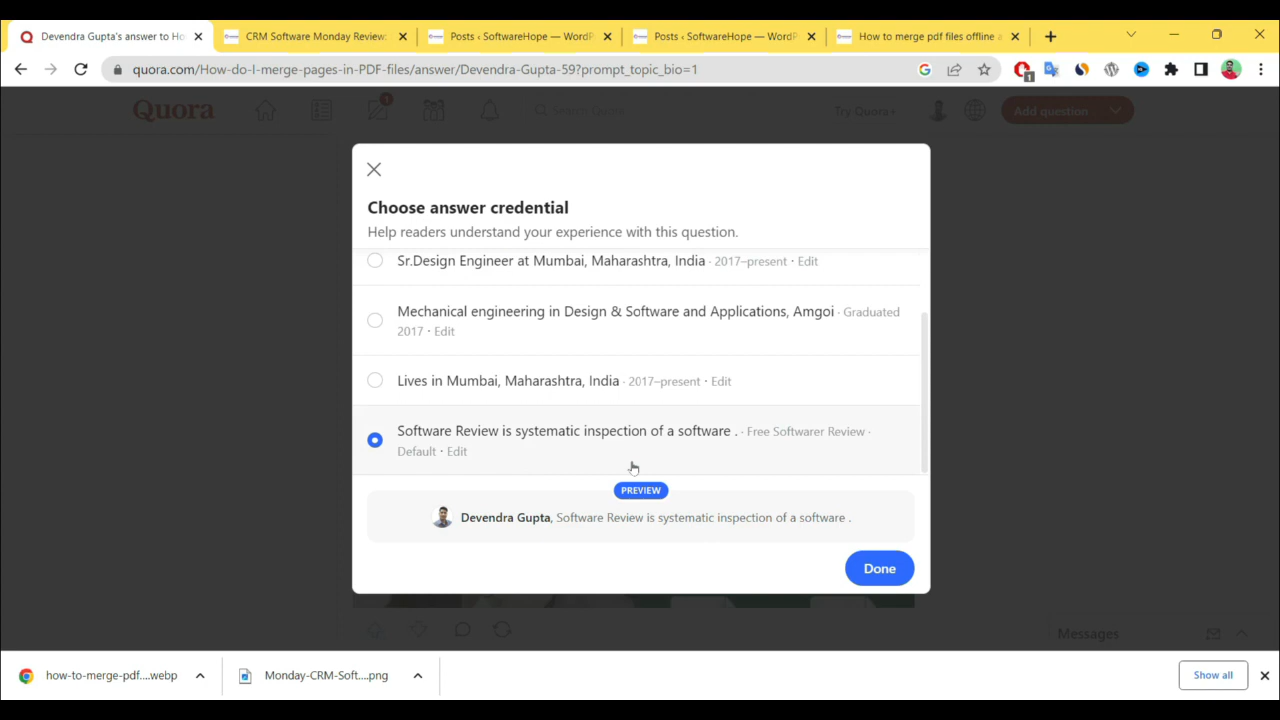 Devendra Gupta's answer to Ho
CRM Software Monday Review:
Posts ‹ SoftwareHope — WordP
Posts ‹ SoftwareHope — WordP
How to merge pdf files offline a
quora.com/How-do-I-merge-pages-in-PDF-files/answer/Devendra-Gupta-59?prompt_topic_bio=1
1
Quora
1
Search Quora
Try Quora+
Add question
Choose answer credential
Help readers understand your experience with this question.
Sr.Design Engineer at Mumbai, Maharashtra, India · 2017–present · Edit
Mechanical engineering in Design & Software and Applications, Amgoi · Graduated
2017 · Edit
Lives in Mumbai, Maharashtra, India · 2017–present · Edit
Software Review is systematic inspection of a software . · Free Softwarer Review ·
Default · Edit
PREVIEW
Devendra Gupta, Software Review is systematic inspection of a software .
Done
Messages
how-to-merge-pdf....webp
Monday-CRM-Soft....png
Show all